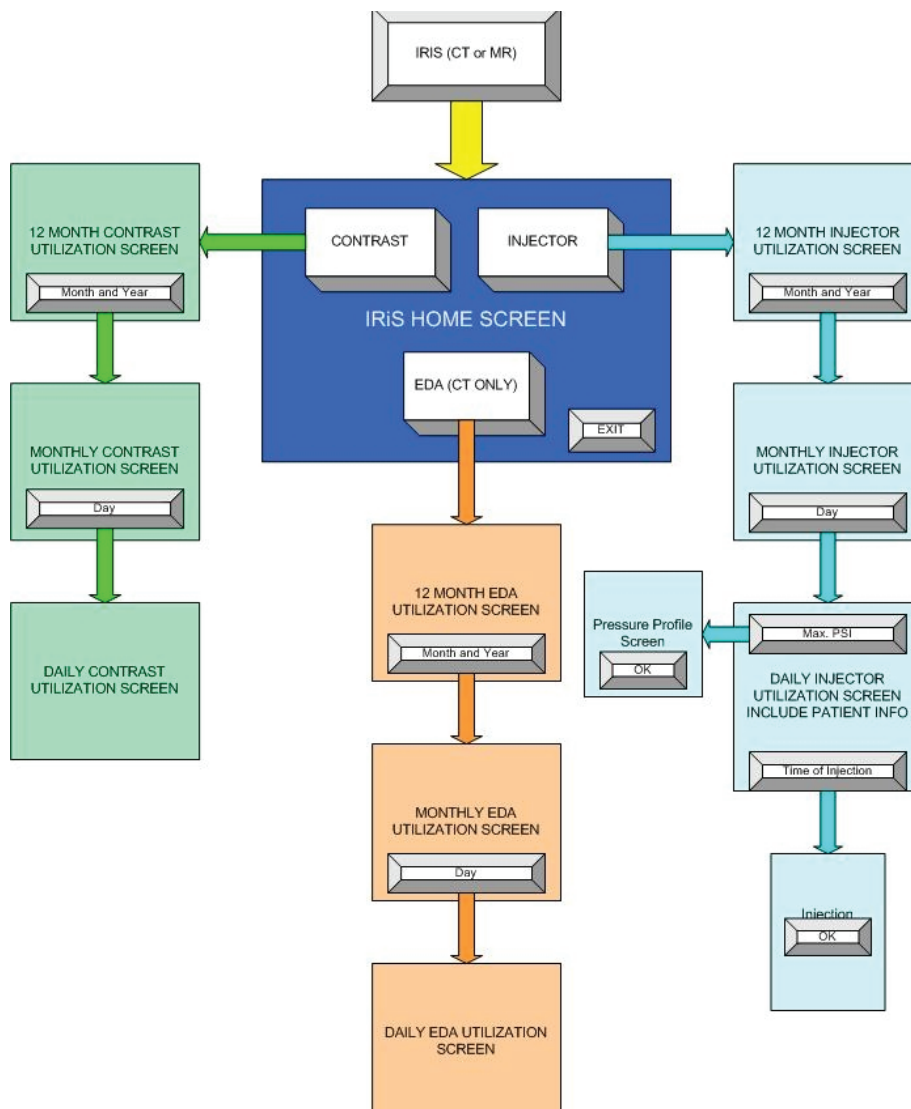 IRIS (CT or MR)
CONTRAST
INJECTOR
IRiS HOME SCREEN
EDA (CT ONLY)
EXIT
12 MONTH CONTRAST
UTILIZATION SCREEN
Month and Year
MONTHLY CONTRAST
UTILIZATION SCREEN
Day
DAILY CONTRAST
UTILIZATION SCREEN
12 MONTH EDA
UTILIZATION SCREEN
Month and Year
MONTHLY EDA
UTILIZATION SCREEN
Day
DAILY EDA UTILIZATION
SCREEN
12 MONTH INJECTOR
UTILIZATION SCREEN
Month and Year
MONTHLY INJECTOR
UTILIZATION SCREEN
Day
Max. PSI
DAILY INJECTOR
UTILIZATION SCREEN
INCLUDE PATIENT INFO
Time of Injection
Pressure Profile
Screen
OK
Injection
OK